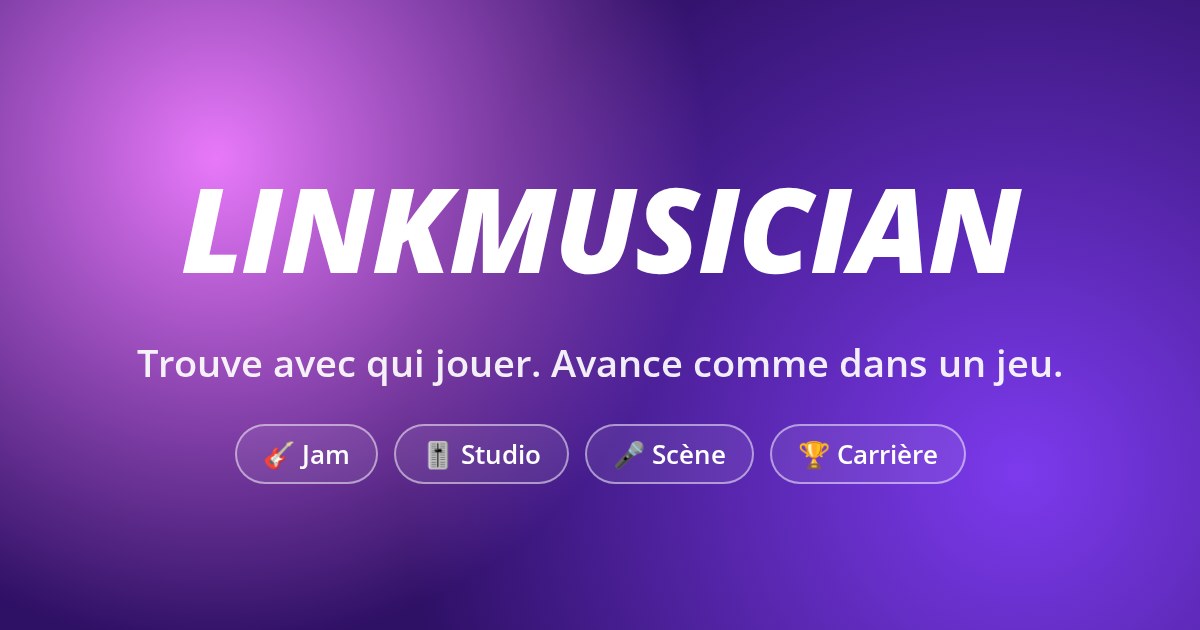 LINKMUSICIAN
Trouve avec qui jouer. Avance comme dans un jeu.
🎸 Jam 🎚️ Studio 🎤 Scène 🏆 Carrière